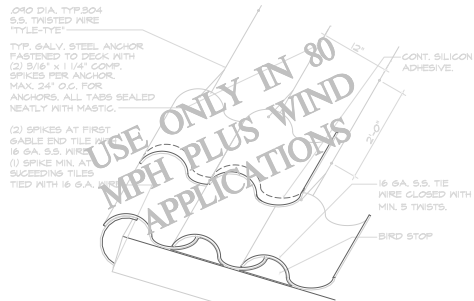 .090 DIA. TYP.304
S.S. TWISTED WIRE
"TYLE-TYE"
TYP. GALV. STEEL ANCHOR
FASTENED TO DECK WITH
(2) 3/16" x 1 1/4" COMP.
SPIKES PER ANCHOR.
MAX. 24" O.C. FOR
ANCHORS. ALL TABS SEALED
NEATLY WITH MASTIC.
(2) SPIKES AT FIRST
GABLE END TILE WITH
16 GA. S.S. WIRE
(1) SPIKE MIN. AT
SUCEEDING TILES
TIED WITH 16 G.A. WIRE
USE ONLY IN 80
MPH PLUS WIND
APPLICATIONS
12"
CONT. SILICON
ADHESIVE.
2'-0"
16 GA. S.S. TIE
WIRE CLOSED WITH
MIN. 5 TWISTS.
BIRD STOP